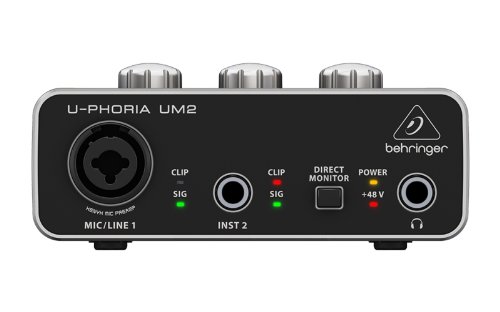 U-PHORIA UM2
behringer
CLIP
SIG
CLIP
SIG
DIRECT
MONITOR
POWER
+48 V
XENYX MIC PREAMP
MIC/LINE 1
INST 2